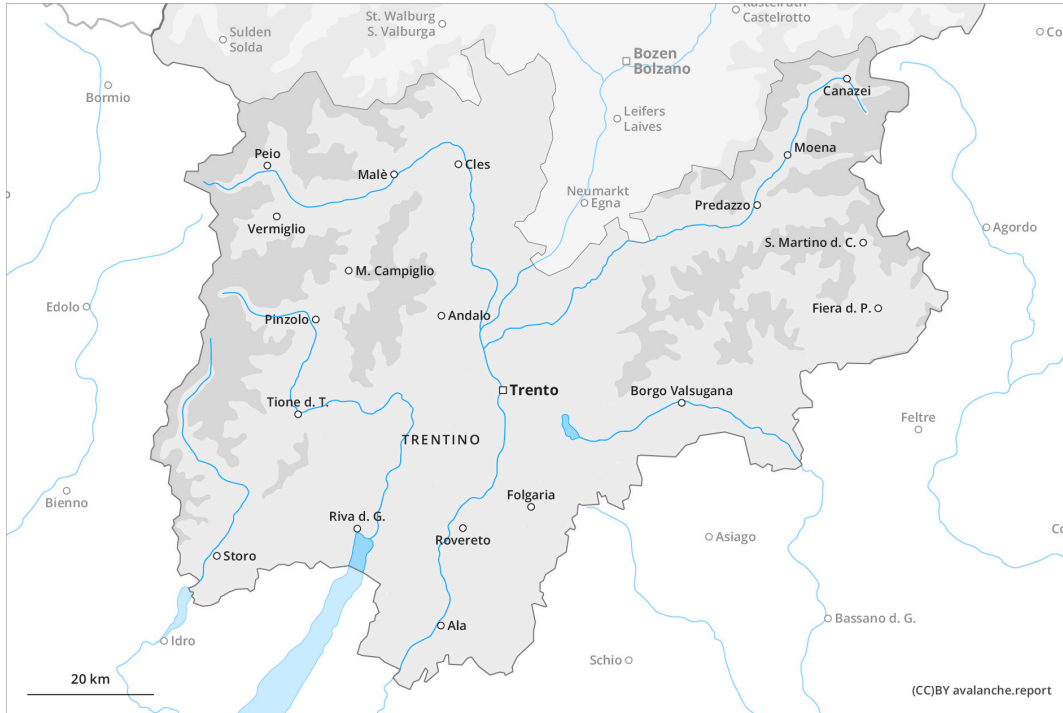 St. Walburg
S. Valburga
Kastelruth
Castelrotto
Sulden
Solda
Bozen
Bolzano
Canazei
Bormio
Leifers
Laives
Moena
Peio
Malè
Cles
Neumarkt
Egna
Predazzo
Vermiglio
S. Martino d. C.
Agordo
M. Campiglio
Edolo
Pinzolo
Andalo
Fiera d. P.
Trento
Borgo Valsugana
Tione d. T.
Feltre
TRENTINO
Bienno
Folgaria
Riva d. G.
Rovereto
Asiago
Storo
Bassano d. G.
Idro
Ala
Schio
20 km
(CC)BY avalanche.report